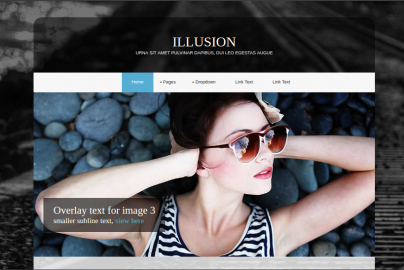 ILLUSION
URNA SIT AMET PULVINAR DAPIBUS, DUI LEO EGESTAS AUGUE
Home • Pages • Dropdown Link Text Link Text
Overlay text for image 3
smaller subline text, view here